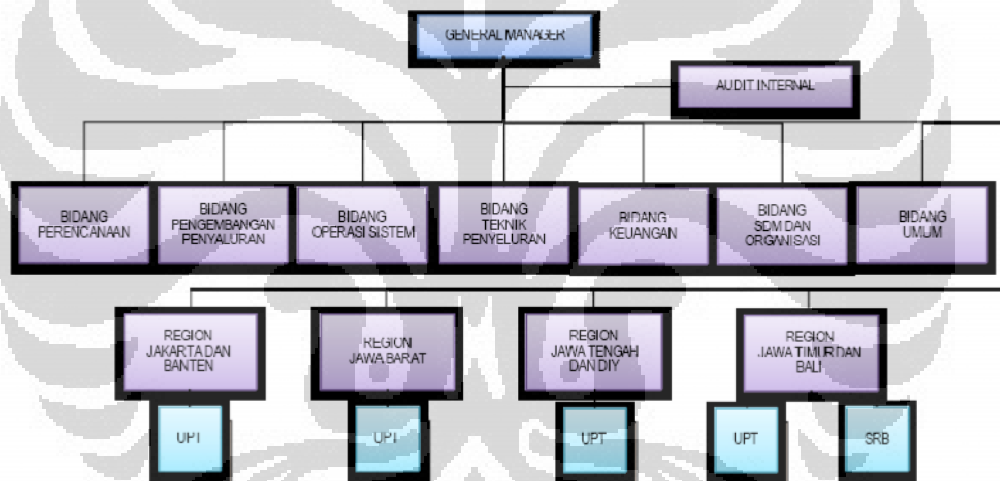 GENERAL MANAGER
AUDIT INTERNAL
BIDANG
PERENCANAAN
BIDANG
PENGEMBANGAN
PENYALURAN
BIDANG
OPERASI SISTEM
BIDANG
TEKNIK
PENYELURAN
BIDANG
KEUANGAN
BIDANG
SDM DAN
ORGANISASI
BIDANG
UMUM
REGION
JAKARTA DAN
BANTEN
REGION
JAWA BARAT
REGION
JAWA TENGAH
DAN DIY
REGION
JAWA TIMUR DAN
BALI
UPT
UPT
UPT
UPT
SRB